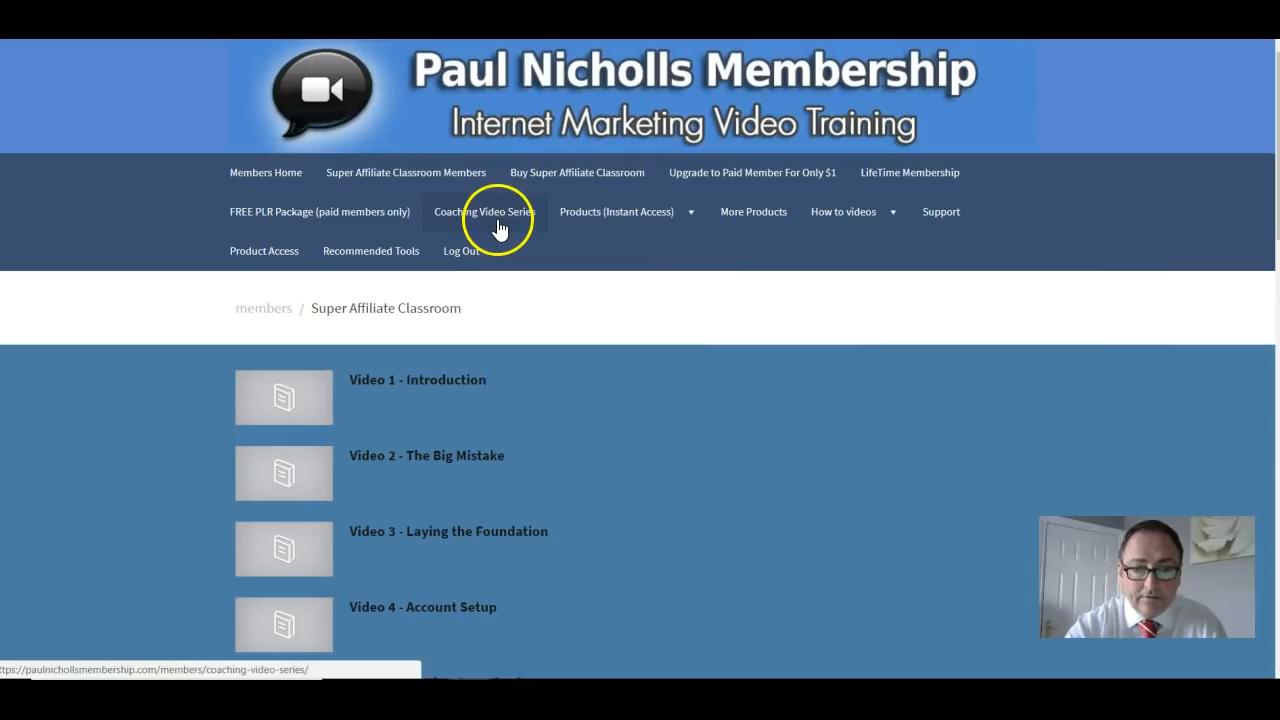 Paul Nicholls Membership
Internet Marketing Video Training
Members Home Super Affiliate Classroom Members Buy Super Affiliate Classroom Upgrade to Paid Member For Only $1 LifeTime Membership
FREE PLR Package (paid members only) Coaching Video Series Products (Instant Access) More Products How to videos Support
Product Access Recommended Tools Log Out
members / Super Affiliate Classroom
Video 1 - Introduction
Video 2 - The Big Mistake
Video 3 - Laying the Foundation
Video 4 - Account Setup
ttps://paulnichollsmembership.com/members/coaching-video-series/